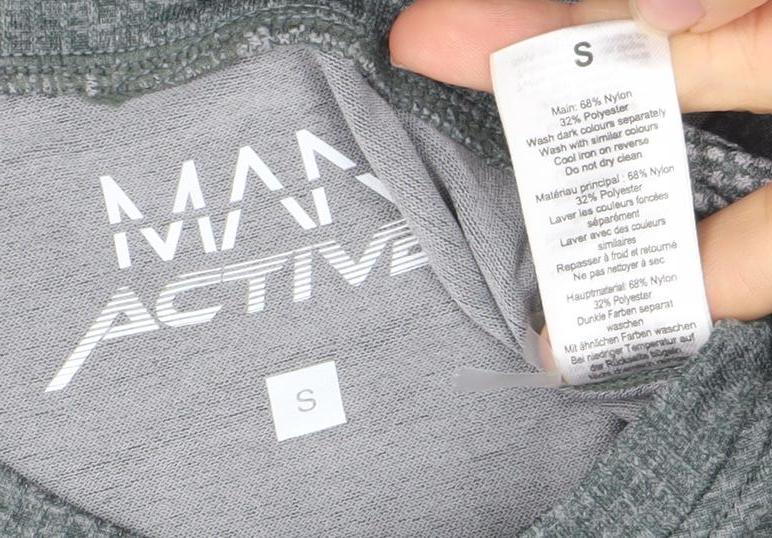 MAN
ACTIVE
S
S
Main: 68% Nylon
32% Polyester
Wash dark colours separately
Wash with similar colours
Cool iron on reverse
Do not dry clean
Matériau principal : 68% Nylon
32% Polyester
Laver les couleurs foncées
séparément
Laver avec des couleurs
similaires
Repasser à froid et retourné
Ne pas nettoyer à sec
Hauptmaterial: 68% Nylon
32% Polyester
Dunkle Farben separat
waschen
Mit ähnlichen Farben waschen
Bei niedriger Temperatur auf
der Rückseite bügeln